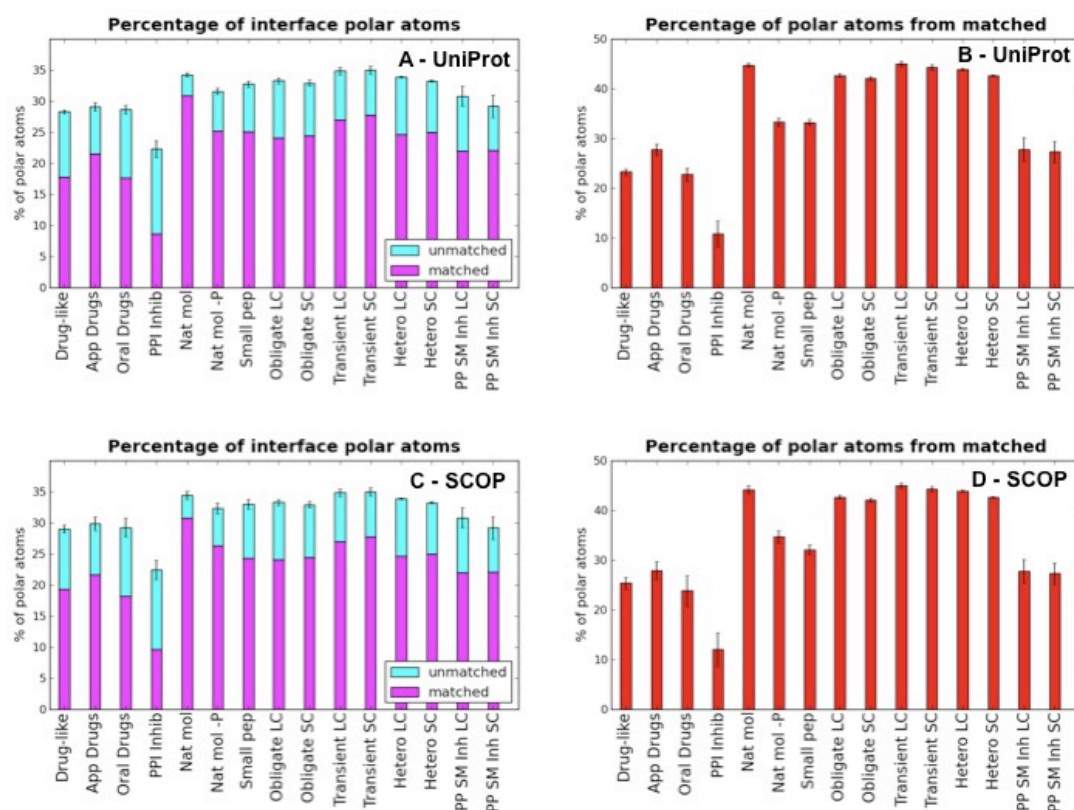 Percentage of interface polar atoms
A - UniProt
% of polar atoms
35
30
25
20
15
10
5
0
unmatched
matched
Drug-like
App Drugs
Oral Drugs
PPI Inhib
Nat mol
Nat mol -P
Small pep
Obligate LC
Obligate SC
Transient LC
Transient SC
Hetero LC
Hetero SC
PP SM Inh LC
PP SM Inh SC
Percentage of polar atoms from matched
B - UniProt
% of polar atoms
50
40
30
20
10
0
Drug-like
App Drugs
Oral Drugs
PPI Inhib
Nat mol
Nat mol -P
Small pep
Obligate LC
Obligate SC
Transient LC
Transient SC
Hetero LC
Hetero SC
PP SM Inh LC
PP SM Inh SC
Percentage of interface polar atoms
C - SCOP
% of polar atoms
35
30
25
20
15
10
5
0
unmatched
matched
Drug-like
App Drugs
Oral Drugs
PPI Inhib
Nat mol
Nat mol -P
Small pep
Obligate LC
Obligate SC
Transient LC
Transient SC
Hetero LC
Hetero SC
PP SM Inh LC
PP SM Inh SC
Percentage of polar atoms from matched
D - SCOP
% of polar atoms
50
40
30
20
10
0
Drug-like
App Drugs
Oral Drugs
PPI Inhib
Nat mol
Nat mol -P
Small pep
Obligate LC
Obligate SC
Transient LC
Transient SC
Hetero LC
Hetero SC
PP SM Inh LC
PP SM Inh SC